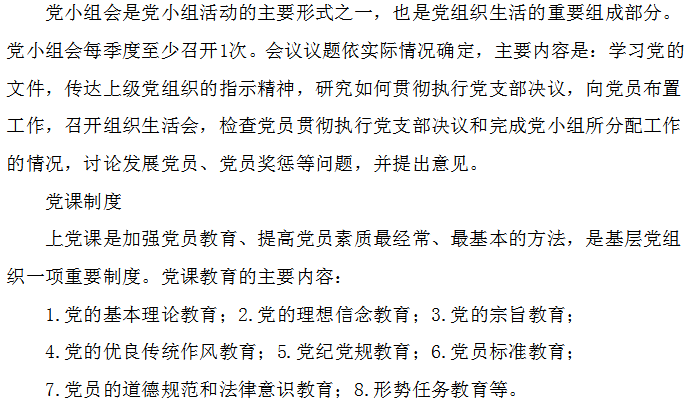 党小组会是党小组活动的主要形式之一，也是党组织生活的重要组成部分。
党小组会每季度至少召开1次。会议议题依实际情况确定，主要内容是：学习党的
文件，传达上级党组织的指示精神，研究如何贯彻执行党支部决议，向党员布置
工作，召开组织生活会，检查党员贯彻执行党支部决议和完成党小组所分配工作
的情况，讨论发展党员、党员奖惩等问题，并提出意见。
党课制度
上党课是加强党员教育、提高党员素质最经常、最基本的方法，是基层党组
织一项重要制度。党课教育的主要内容：
1.党的基本理论教育；2.党的理想信念教育；3.党的宗旨教育；
4.党的优良传统作风教育；5.党纪党规教育；6.党员标准教育；
7.党员的道德规范和法律意识教育；8.形势任务教育等。